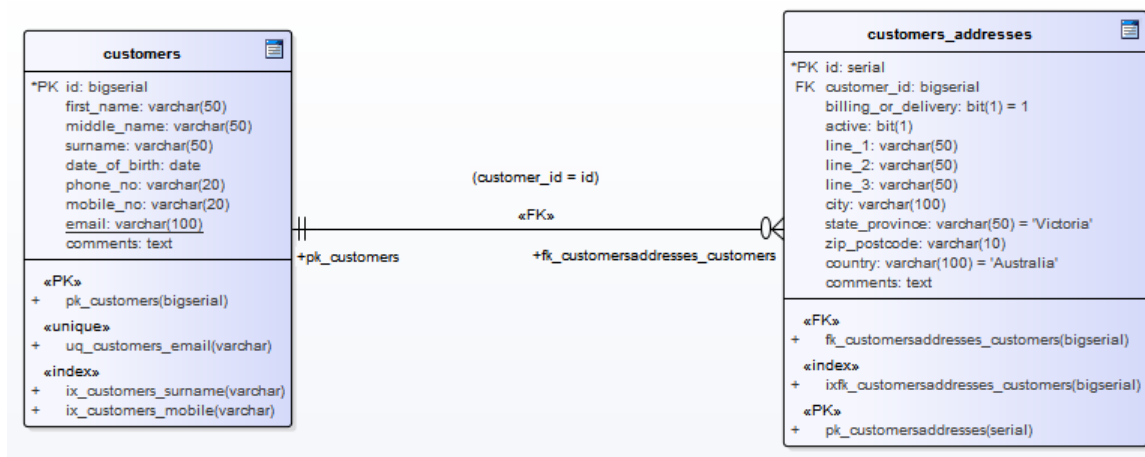 customers
*PK id: bigserial
first_name: varchar(50)
middle_name: varchar(50)
surname: varchar(50)
date_of_birth: date
phone_no: varchar(20)
mobile_no: varchar(20)
email: varchar(100)
comments: text
«PK»
+ pk_customers(bigserial)
«unique»
+ uq_customers_email(varchar)
«index»
+ ix_customers_surname(varchar)
+ ix_customers_mobile(varchar)
(customer_id = id)
«FK»
+pk_customers
+fk_customersaddresses_customers
customers_addresses
*PK id: serial
FK customer_id: bigserial
billing_or_delivery: bit(1) = 1
active: bit(1)
line_1: varchar(50)
line_2: varchar(50)
line_3: varchar(50)
city: varchar(100)
state_province: varchar(50) = 'Victoria'
zip_postcode: varchar(10)
country: varchar(100) = 'Australia'
comments: text
«FK»
+ fk_customersaddresses_customers(bigserial)
«index»
+ ixfk_customersaddresses_customers(bigserial)
«PK»
+ pk_customersaddresses(serial)